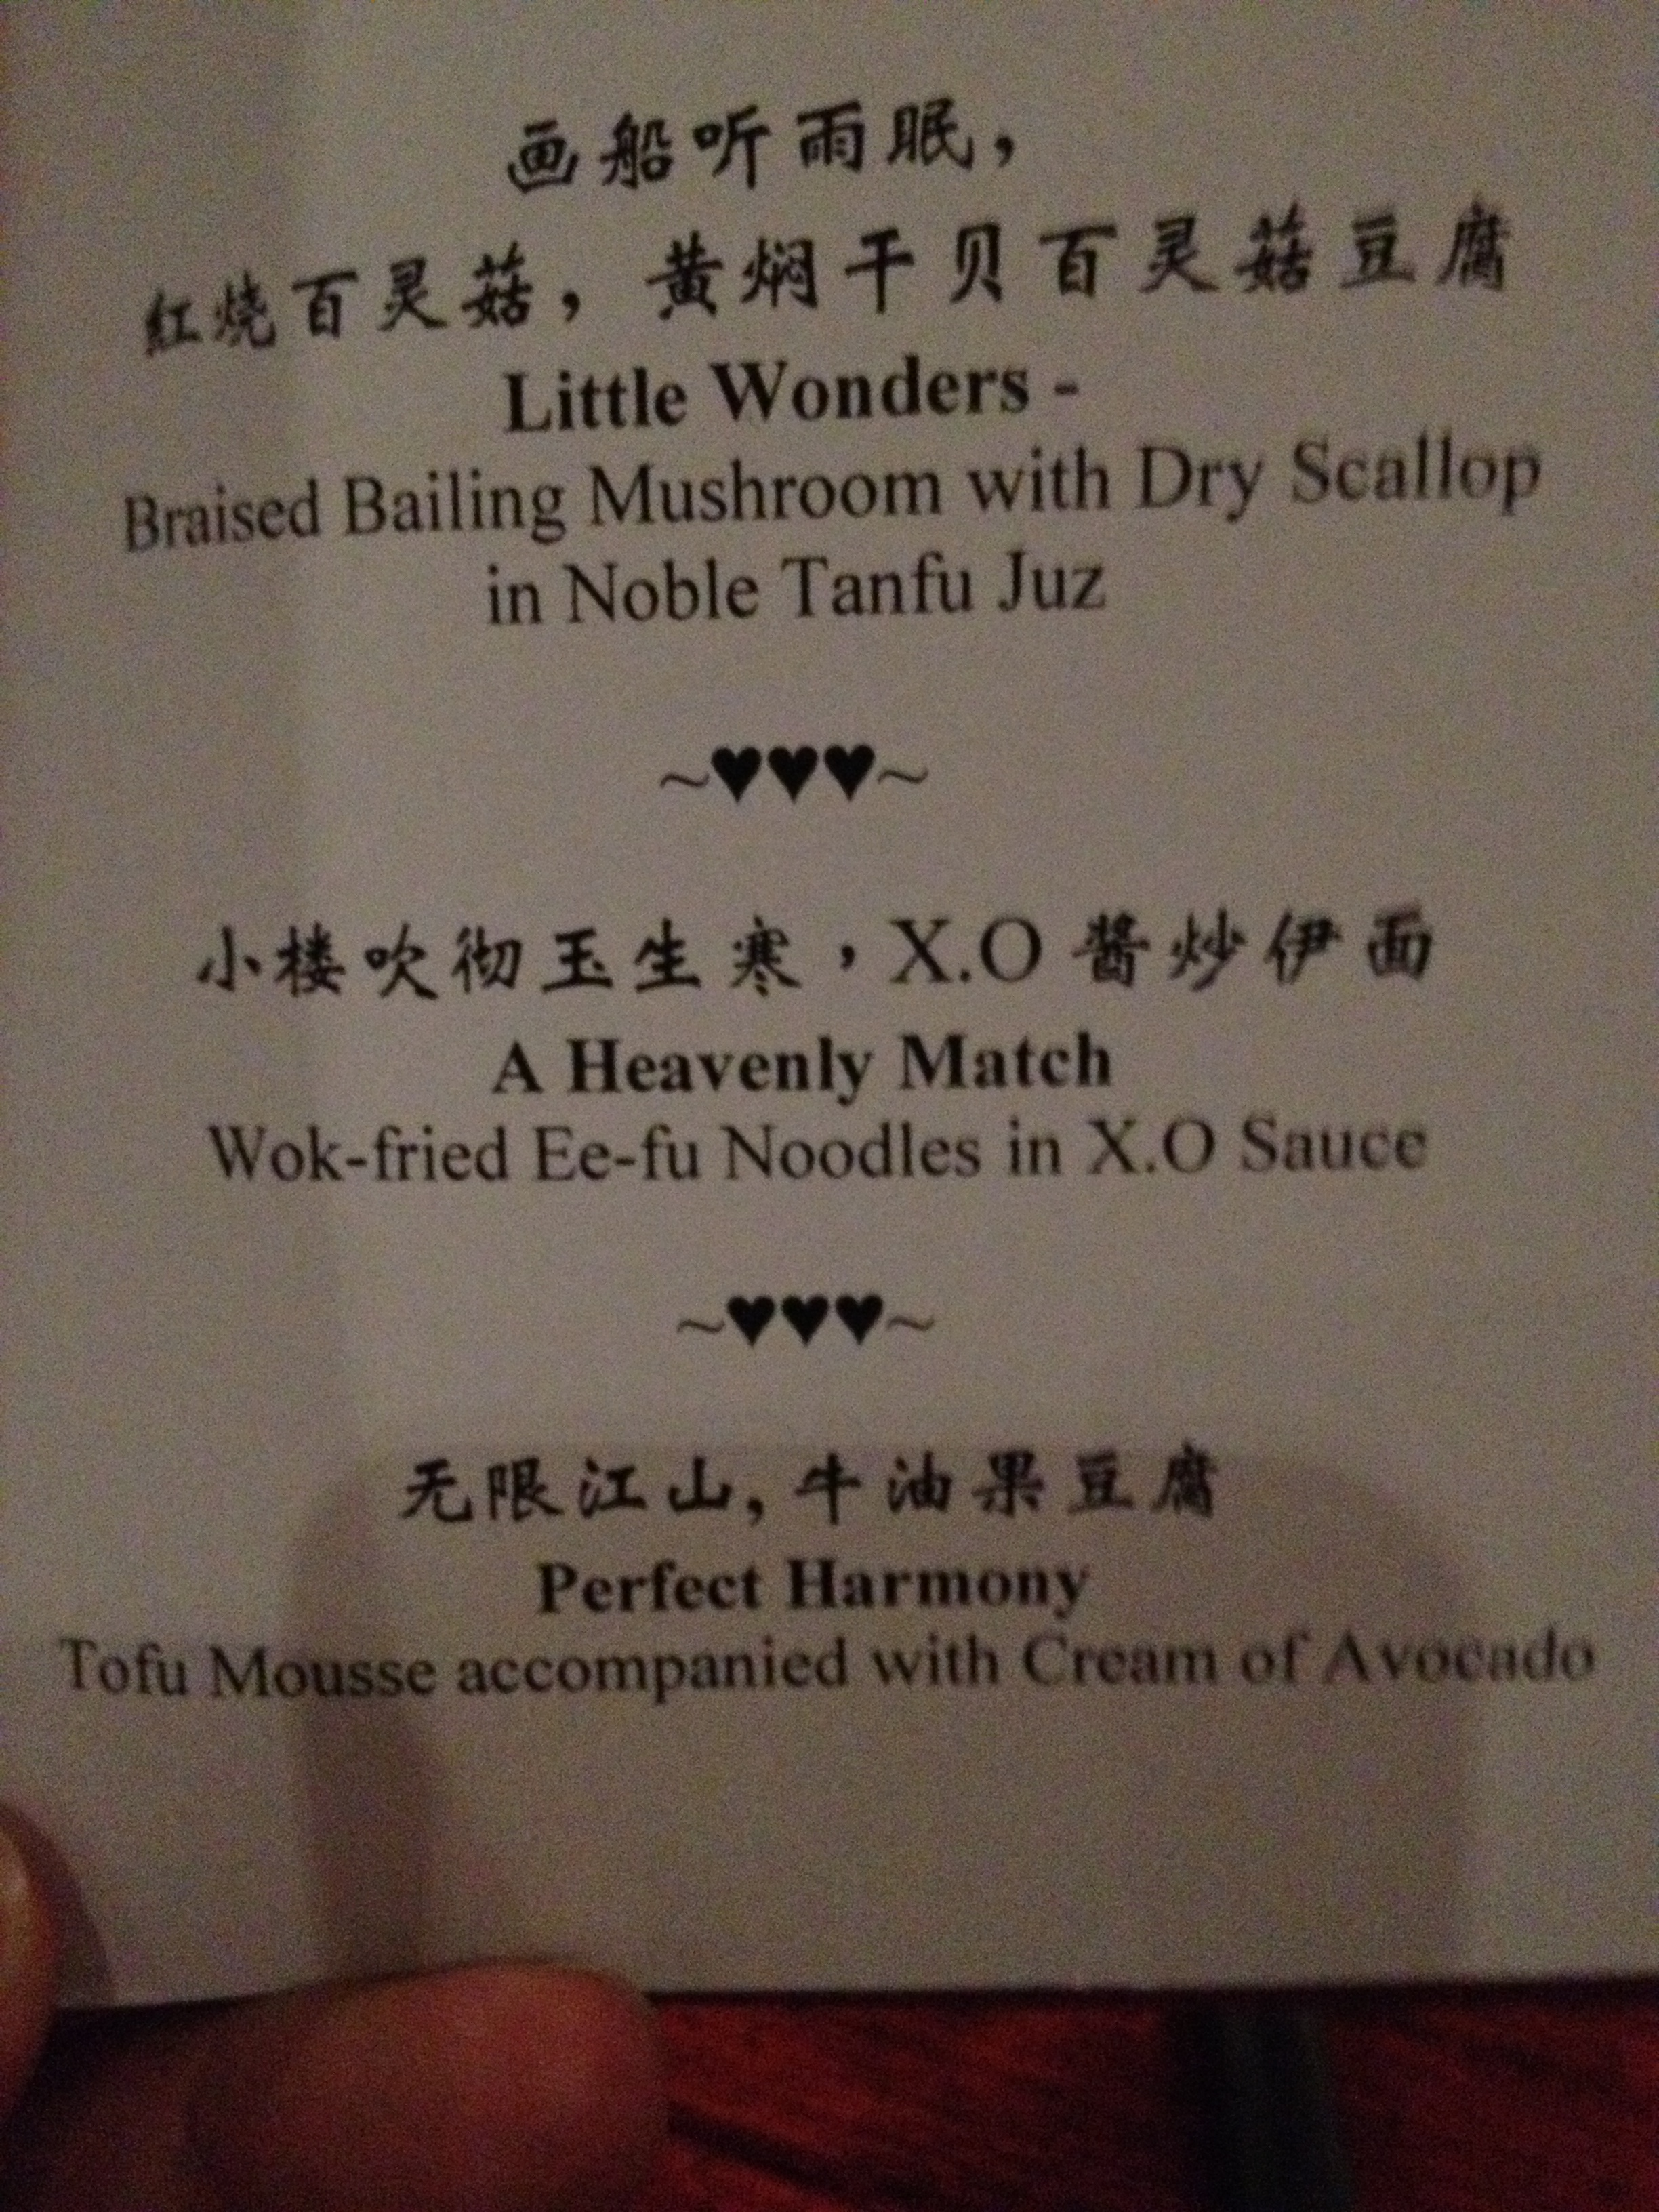 画船听雨眠，
红烧百灵菇，黄焖干贝百灵菇豆腐
Little Wonders -
Braised Bailing Mushroom with Dry Scallop
in Noble Tanfu Juz
~♥♥♥~
小楼吹彻玉生寒，X.O 酱炒伊面
A Heavenly Match
Wok-fried Ee-fu Noodles in X.O Sauce
~♥♥♥~
无限江山, 牛油果豆腐
Perfect Harmony
Tofu Mousse accompanied with Cream of Avocado